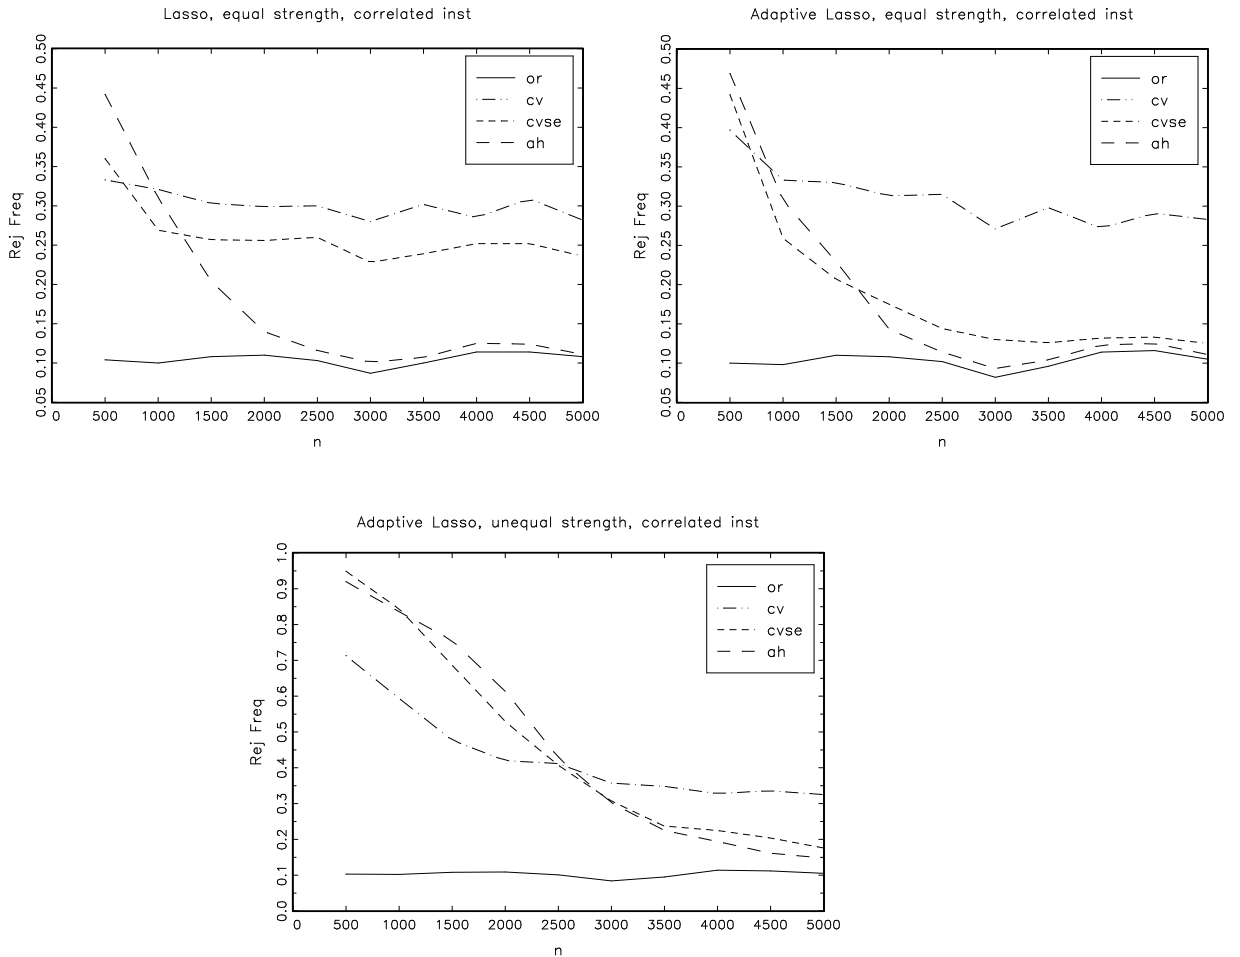 Lasso, equal strength, correlated inst
Rej Freq
0.50
0.45
0.40
0.35
0.30
0.25
0.20
0.15
0.10
0.05
or
cv
cvse
ah
0 500 1000 1500 2000 2500 3000 3500 4000 4500 5000
n
Adaptive Lasso, equal strength, correlated inst
Rej Freq
0.50
0.45
0.40
0.35
0.30
0.25
0.20
0.15
0.10
0.05
or
cv
cvse
ah
0 500 1000 1500 2000 2500 3000 3500 4000 4500 5000
n
Adaptive Lasso, unequal strength, correlated inst
Rej Freq
1.0
0.9
0.8
0.7
0.6
0.5
0.4
0.3
0.2
0.1
0.0
or
cv
cvse
ah
0 500 1000 1500 2000 2500 3000 3500 4000 4500 5000
n